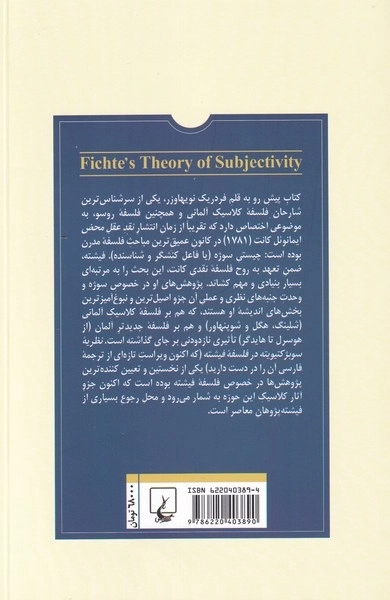 Fichte's Theory of Subjectivity
کتاب پیش رو به قلم فردریک نویهاوزر، یکی از سرشناس‌ترین
شارحان فلسفهٔ کلاسیک آلمانی و همچنین فلسفهٔ روسو، به
موضوعی اختصاص دارد که تقریباً از زمان انتشار نقد عقل محض
ایمانوئل کانت (۱۷۸۱) در کانون عمیق‌ترین مباحث فلسفهٔ مدرن
بوده است: چیستی سوژه (یا فاعل کنشگر و شناسنده). فیشته،
ضمن تعهد به روح فلسفهٔ نقدی کانت، این بحث را به مرتبه‌ای
بسیار بنیادی و مهم کشاند. پژوهش‌های او در خصوص سوژه و
وحدت جنبه‌های نظری و عملی آن جزو اصیل‌ترین و نبوغ‌آمیزترین
بخش‌های اندیشهٔ او هستند، که هم بر فلسفهٔ کلاسیک آلمانی
(شلینگ، هگل و شوپنهاور) و هم بر فلسفهٔ جدیدتر آلمان (از
هوسرل تا هایدگر) تأثیری نازدودنی بر جای گذاشته است. نظریهٔ
سوبژکتیویته در فلسفهٔ فیشته (که اکنون ویراست تازه‌ای از ترجمهٔ
فارسی آن را در دست دارید) یکی از نخستین و تعیین کننده‌ترین
پژوهش‌ها در خصوص فلسفهٔ فیشته بوده است که اکنون جزو
آثار کلاسیک این حوزه به شمار می‌رود و محل رجوع بسیاری از
فیشته‌پژوهان معاصر است.
ISBN 622040389-4
9 786220 403890
۶۸۰۰۰ تومان